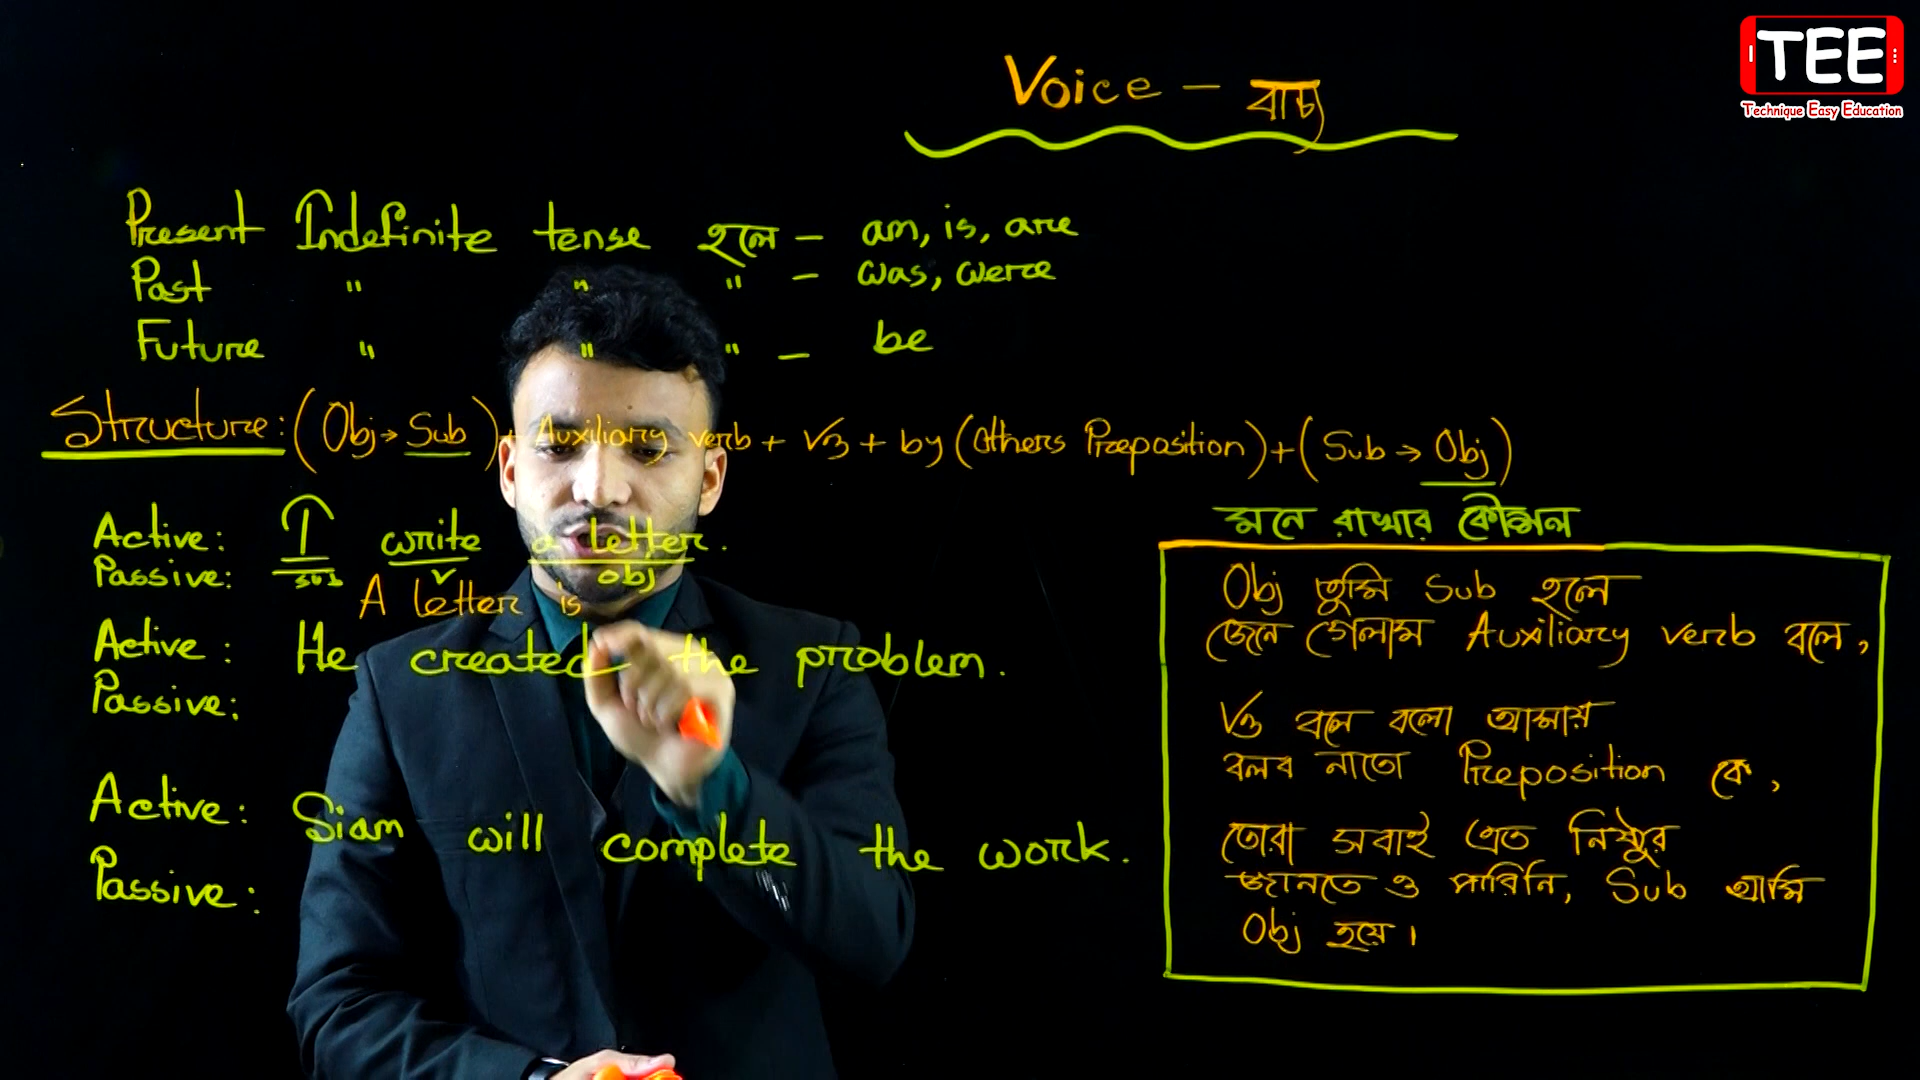 TEE
Technique Easy Education
Voice – বাচ্য
Present Indefinite tense হলে – am, is, are
Past " " " – was, were
Future " " " – be
Structure: (Obj → Sub) + Auxiliary verb + V3 + by (Others Preposition) + (Sub → Obj)
Active: I write a letter.
sub v obj
Passive: A letter is
Active: He created the problem.
Passive:
Active: Siam will complete the work.
Passive:
মনে রাখার কৌশল
Obj তুমি Sub হলে
জেনে গেলাম Auxiliary verb বলে,
V3 বলে বলো আমায়
বলব নাতো Preposition কে,
তোরা সবাই এত নিষ্ঠুর
জানতে ও পারিনি, Sub আমি
Obj হয়ে।